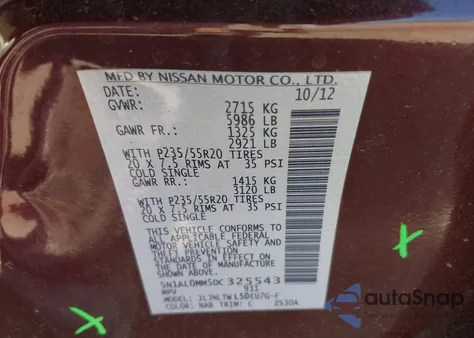 MFD BY NISSAN MOTOR CO., LTD.
DATE: 10/12
GVWR: 2715 KG
5986 LB
GAWR FR.: 1325 KG
2921 LB
WITH P235/55R20 TIRES
20 X 7.5 RIMS AT 35 PSI
COLD SINGLE
GAWR RR.: 1415 KG
3120 LB
WITH P235/55R20 TIRES
20 X 7.5 RIMS AT 35 PSI
COLD SINGLE
THIS VEHICLE CONFORMS TO
ALL APPLICABLE FEDERAL
MOTOR VEHICLE SAFETY AND
THEFT PREVENTION
STANDARDS IN EFFECT ON
THE DATE OF MANUFACTURE
SHOWN ABOVE.
5N1AL0MM5DC 325543
MPV 931
COLOR: NAB TRIM: C Z530A
autoSnap